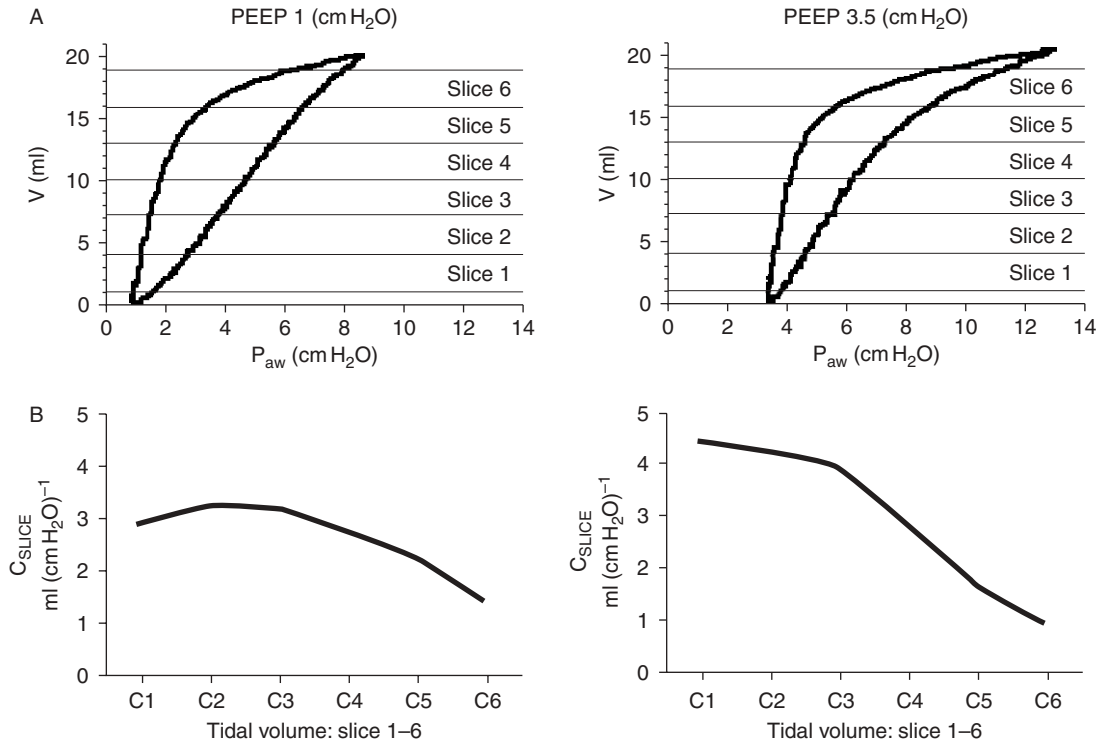 A
PEEP 1 (cm H₂O)
PEEP 3.5 (cm H₂O)
20
15
10
5
0
V (ml)
Slice 6
Slice 5
Slice 4
Slice 3
Slice 2
Slice 1
0 2 4 6 8 10 12 14
Paw (cm H₂O)
20
15
10
5
0
V (ml)
Slice 6
Slice 5
Slice 4
Slice 3
Slice 2
Slice 1
0 2 4 6 8 10 12 14
Paw (cm H₂O)
B
5
4
3
2
1
0
C_SLICE
ml (cm H₂O)⁻¹
C1 C2 C3 C4 C5 C6
Tidal volume: slice 1–6
5
4
3
2
1
0
C_SLICE
ml (cm H₂O)⁻¹
C1 C2 C3 C4 C5 C6
Tidal volume: slice 1–6